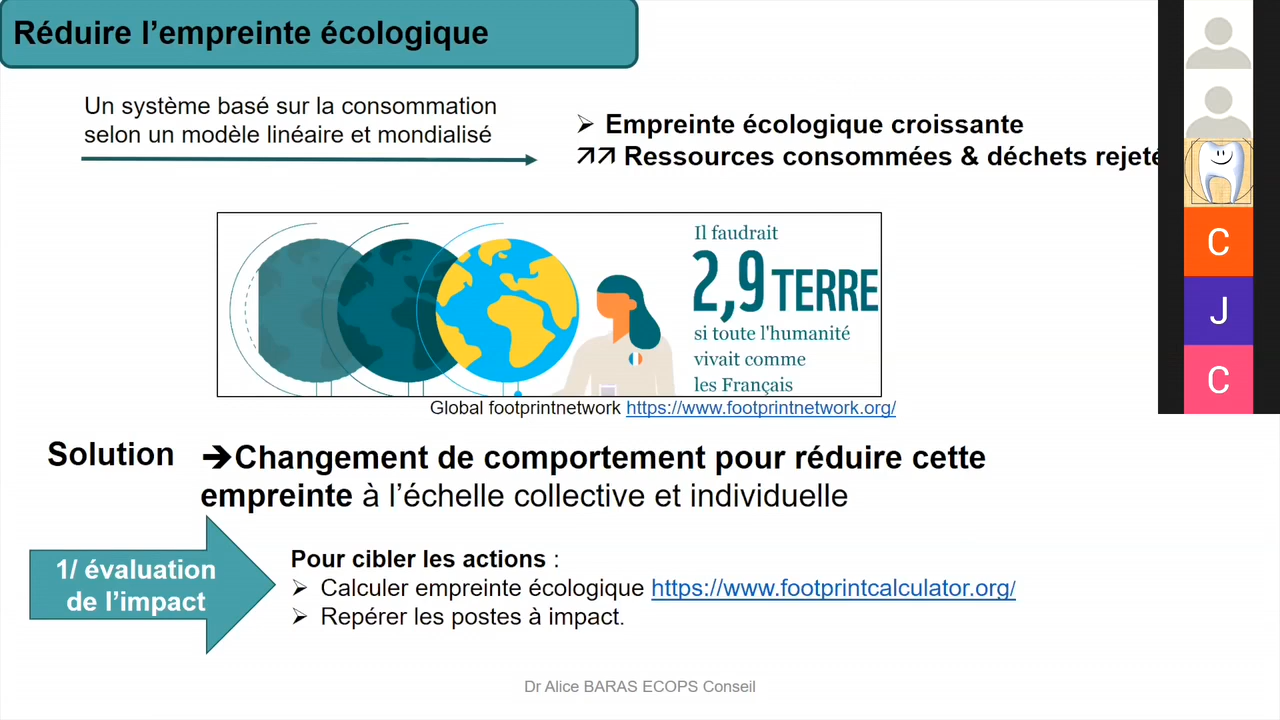 Réduire l’empreinte écologique
Un système basé sur la consommation
selon un modèle linéaire et mondialisé
➢ Empreinte écologique croissante
↗↗ Ressources consommées & déchets rejeté
Il faudrait
2,9 TERRE
si toute l'humanité
vivait comme
les Français
Global footprintnetwork https://www.footprintnetwork.org/
Solution
➔Changement de comportement pour réduire cette
empreinte à l’échelle collective et individuelle
1/ évaluation
de l’impact
Pour cibler les actions :
➢ Calculer empreinte écologique https://www.footprintcalculator.org/
➢ Repérer les postes à impact.
Dr Alice BARAS ECOPS Conseil
C
J
C